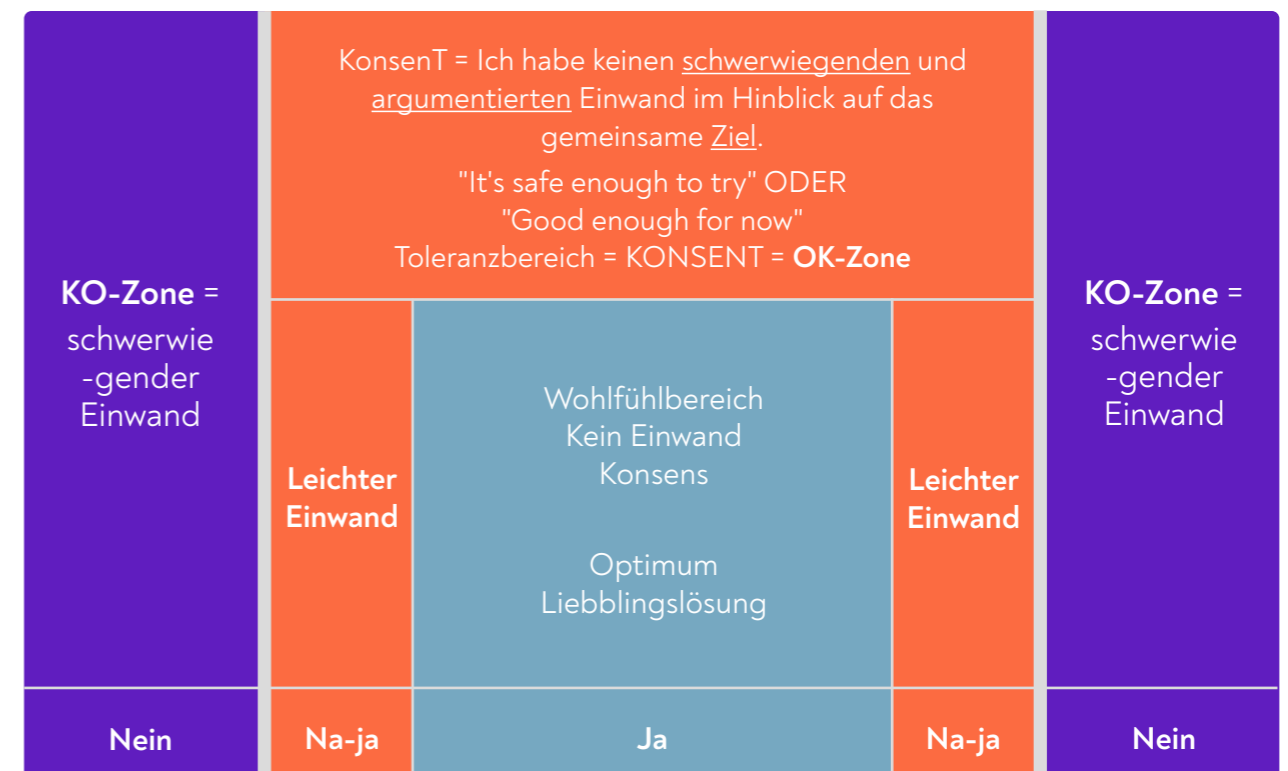 KonsenT = Ich habe keinen schwerwiegenden und
argumentierten Einwand im Hinblick auf das
gemeinsame Ziel.
"It's safe enough to try" ODER
"Good enough for now"
Toleranzbereich = KONSENT = OK-Zone
KO-Zone =
schwerwie
-gender
Einwand
Leichter
Einwand
Wohlfühlbereich
Kein Einwand
Konsens
Optimum
Liebblingslösung
Leichter
Einwand
KO-Zone =
schwerwie
-gender
Einwand
Nein
Na-ja
Ja
Na-ja
Nein